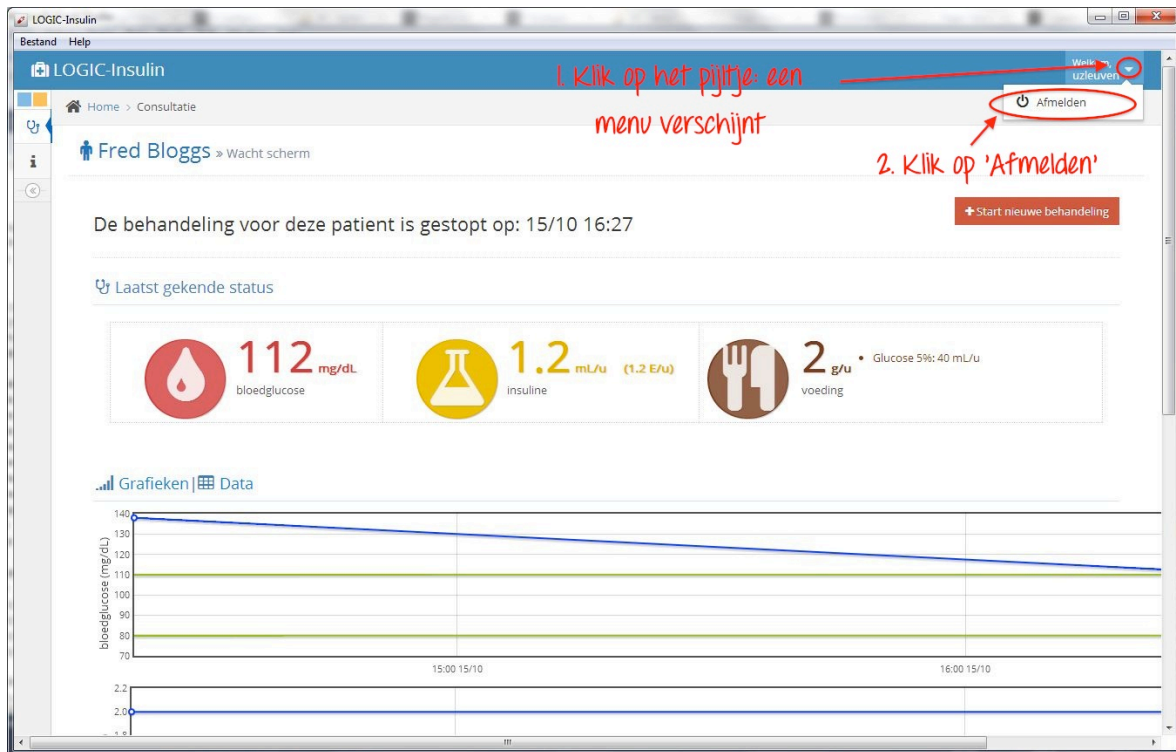 LOGIC-Insulin
Bestand Help
LOGIC-Insulin
Welkom,
uzleuven
1. Klik op het pijltje: een
menu verschijnt
Afmelden
2. Klik op 'Afmelden'
Home > Consultatie
Fred Bloggs » Wacht scherm
De behandeling voor deze patient is gestopt op: 15/10 16:27
+ Start nieuwe behandeling
Laatst gekende status
112 mg/dL
bloedglucose
1.2 mL/u (1.2 E/u)
insuline
2 g/u
voeding
• Glucose 5%: 40 mL/u
Grafieken | Data
bloedglucose (mg/dL)
140
130
120
110
100
90
80
70
15:00 15/10
16:00 15/10
2.2
2.0